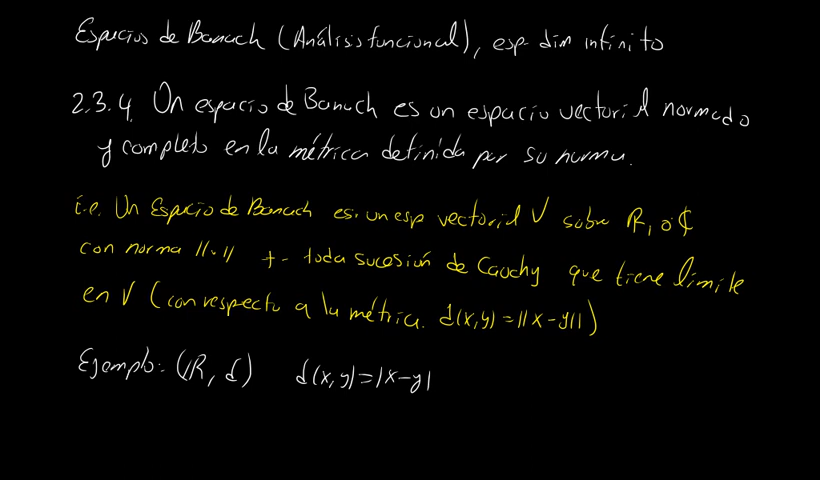 Espacios de Banach (Análisis funcional), esp. dim infinito
2.3.4. Un espacio de Banach es un espacio vectorial normado
y completo en la métrica definida por su norma.
i.e. Un Espacio de Banach es: un esp vectorial V sobre R, o ℂ
con norma ||·|| +- toda sucesión de Cauchy que tiene límite
en V (con respecto a la métrica. d(x,y)=||x-y||)
Ejemplo: (ℝ, d) d(x,y)=|x-y|